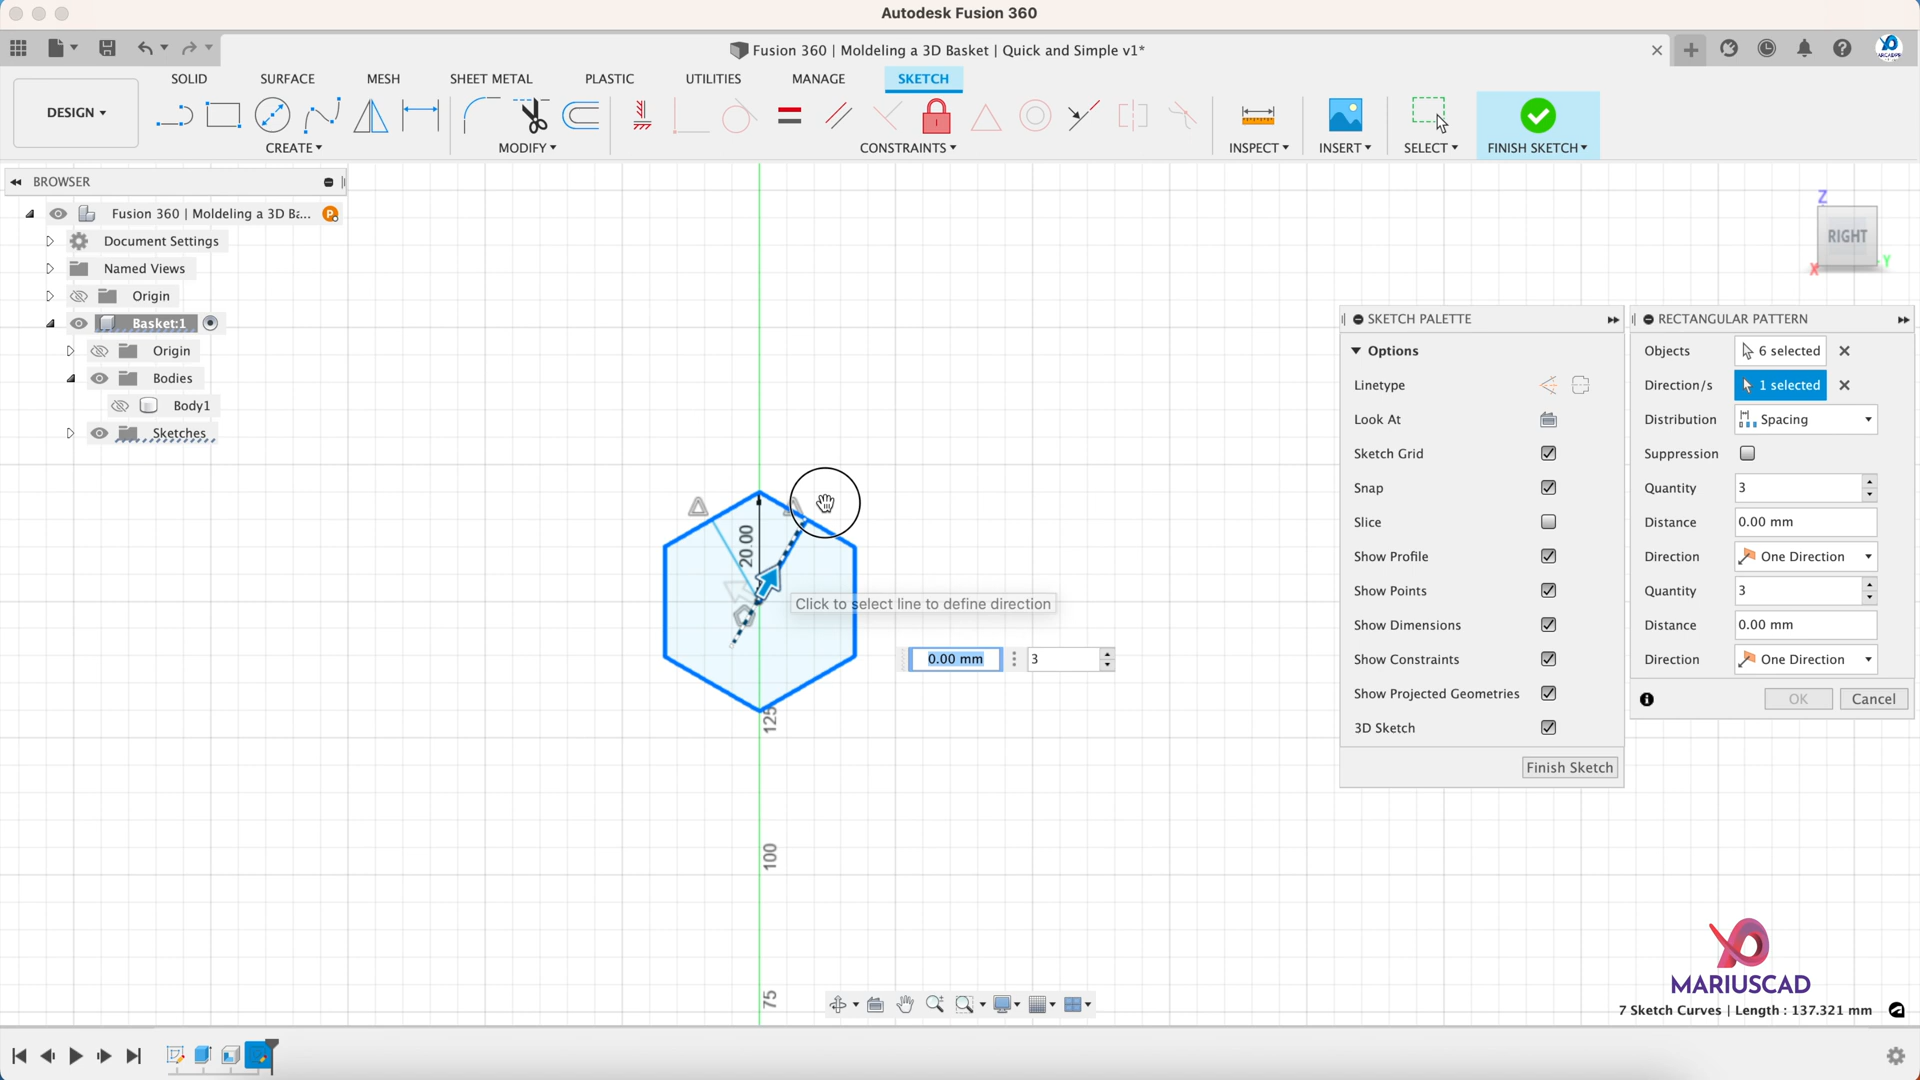 Autodesk Fusion 360
Fusion 360 | Moldeling a 3D Basket | Quick and Simple v1*
SOLID SURFACE MESH SHEET METAL PLASTIC UTILITIES MANAGE SKETCH
DESIGN
CREATE MODIFY CONSTRAINTS INSPECT INSERT SELECT FINISH SKETCH
BROWSER
Fusion 360 | Moldeling a 3D Ba...
P
Document Settings
Named Views
Origin
Basket:1
Origin
Bodies
Body1
Sketches
Z
RIGHT
X
Y
20.00
Click to select line to define direction
0.00 mm 3
125
100
75
SKETCH PALETTE
Options
Linetype
Look At
Sketch Grid
Snap
Slice
Show Profile
Show Points
Show Dimensions
Show Constraints
Show Projected Geometries
3D Sketch
Finish Sketch
RECTANGULAR PATTERN
Objects 6 selected
Direction/s 1 selected
Distribution Spacing
Suppression
Quantity 3
Distance 0.00 mm
Direction One Direction
Quantity 3
Distance 0.00 mm
Direction One Direction
OK Cancel
MARIUSCAD
7 Sketch Curves | Length : 137.321 mm